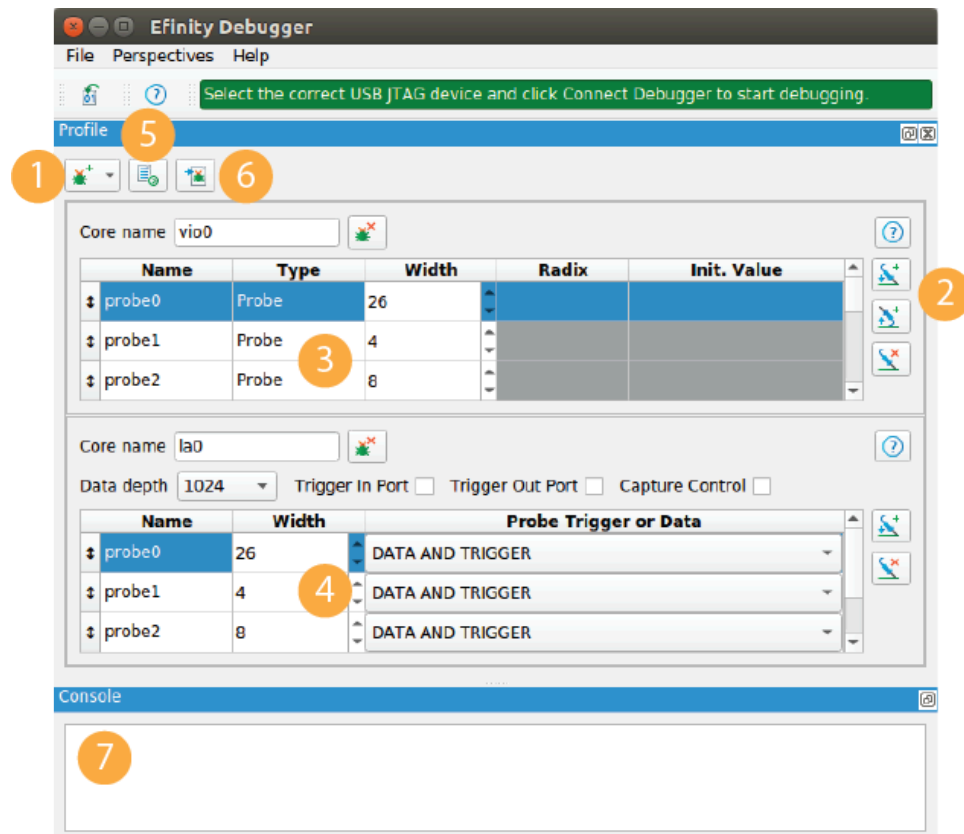 Efinity Debugger
File Perspectives Help
Select the correct USB JTAG device and click Connect Debugger to start debugging.
Profile
5
1
6
Core name vio0
Name Type Width Radix Init. Value
2
probe0 Probe 26
probe1 Probe 4
3
probe2 Probe 8
Core name la0
Data depth 1024 Trigger In Port Trigger Out Port Capture Control
Name Width Probe Trigger or Data
probe0 26 DATA AND TRIGGER
probe1 4 DATA AND TRIGGER
4
probe2 8 DATA AND TRIGGER
Console
7